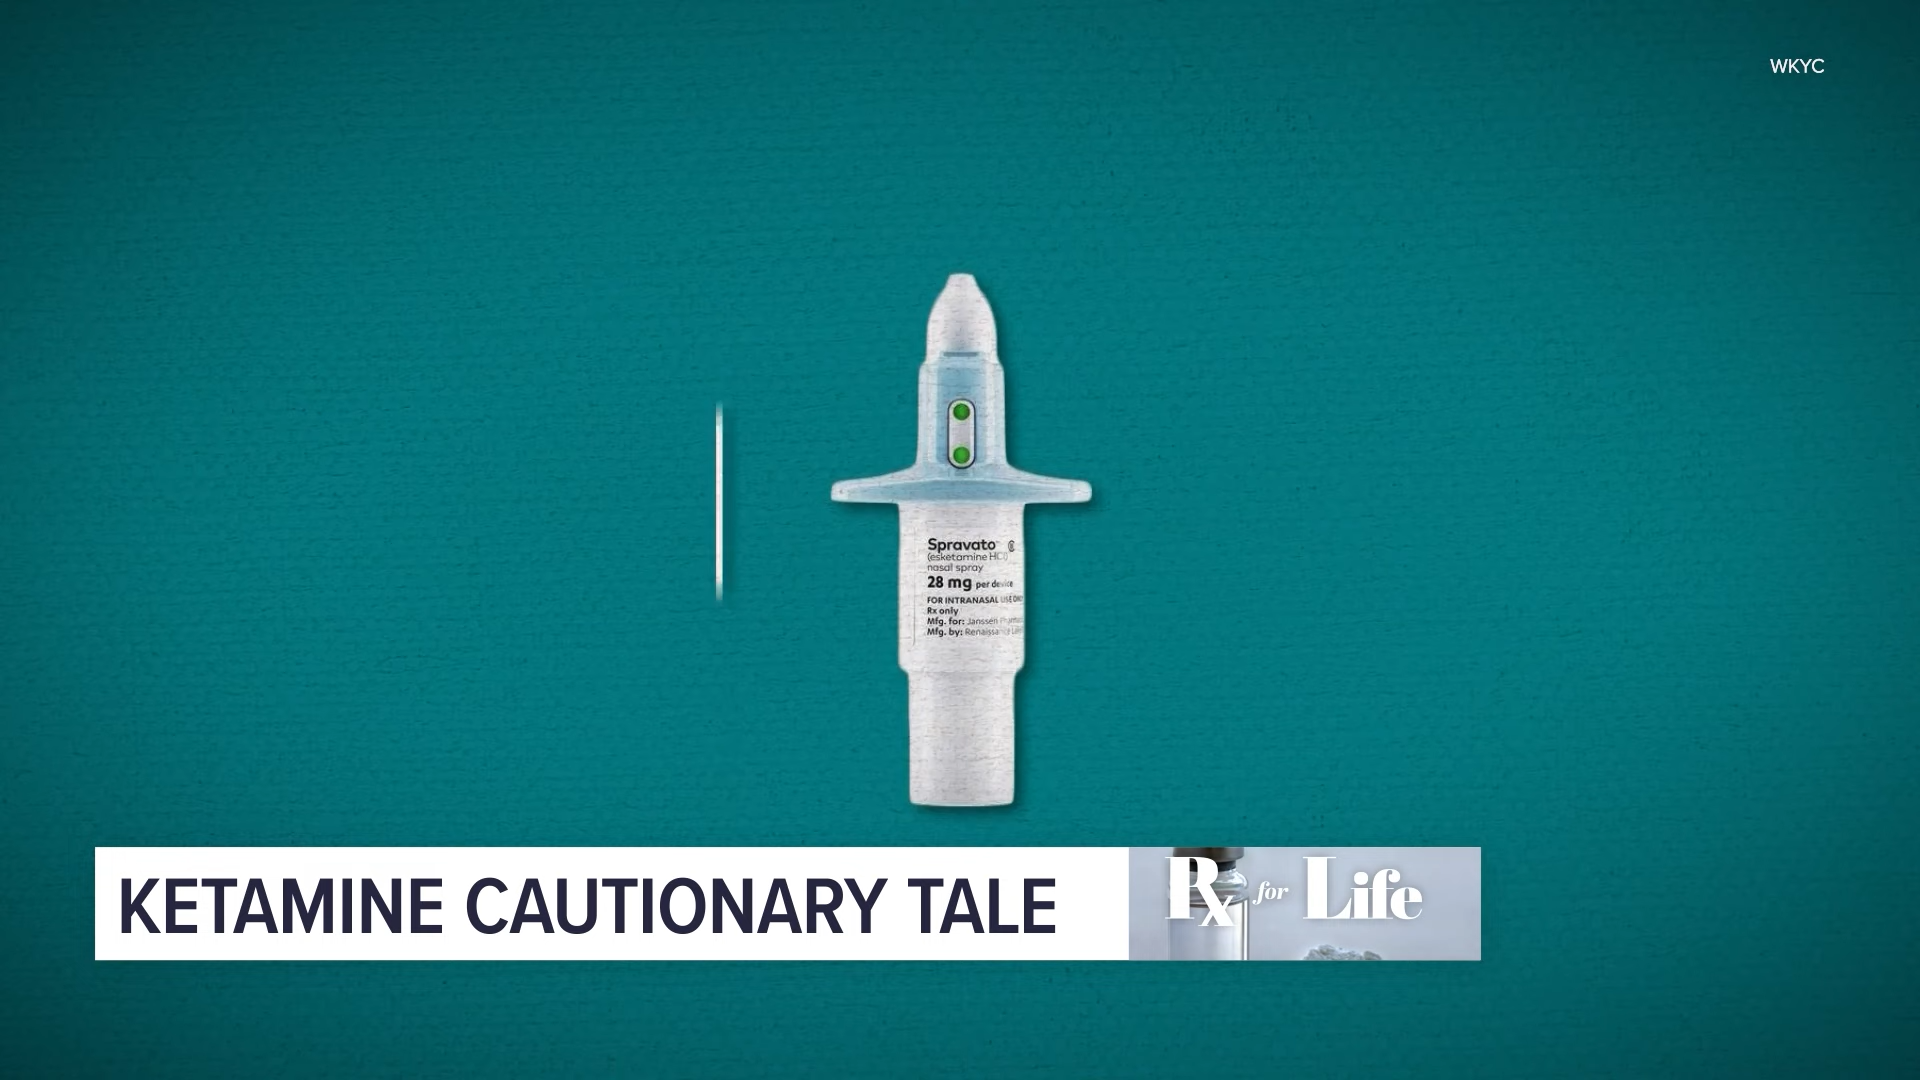 WKYC
Spravato
(esketamine HCl)
nasal spray
28 mg per device
FOR INTRANASAL USE
Rx only
Mfg. for: Janssen
Mfg. by: Renaissance
KETAMINE CAUTIONARY TALE
Rx for Life